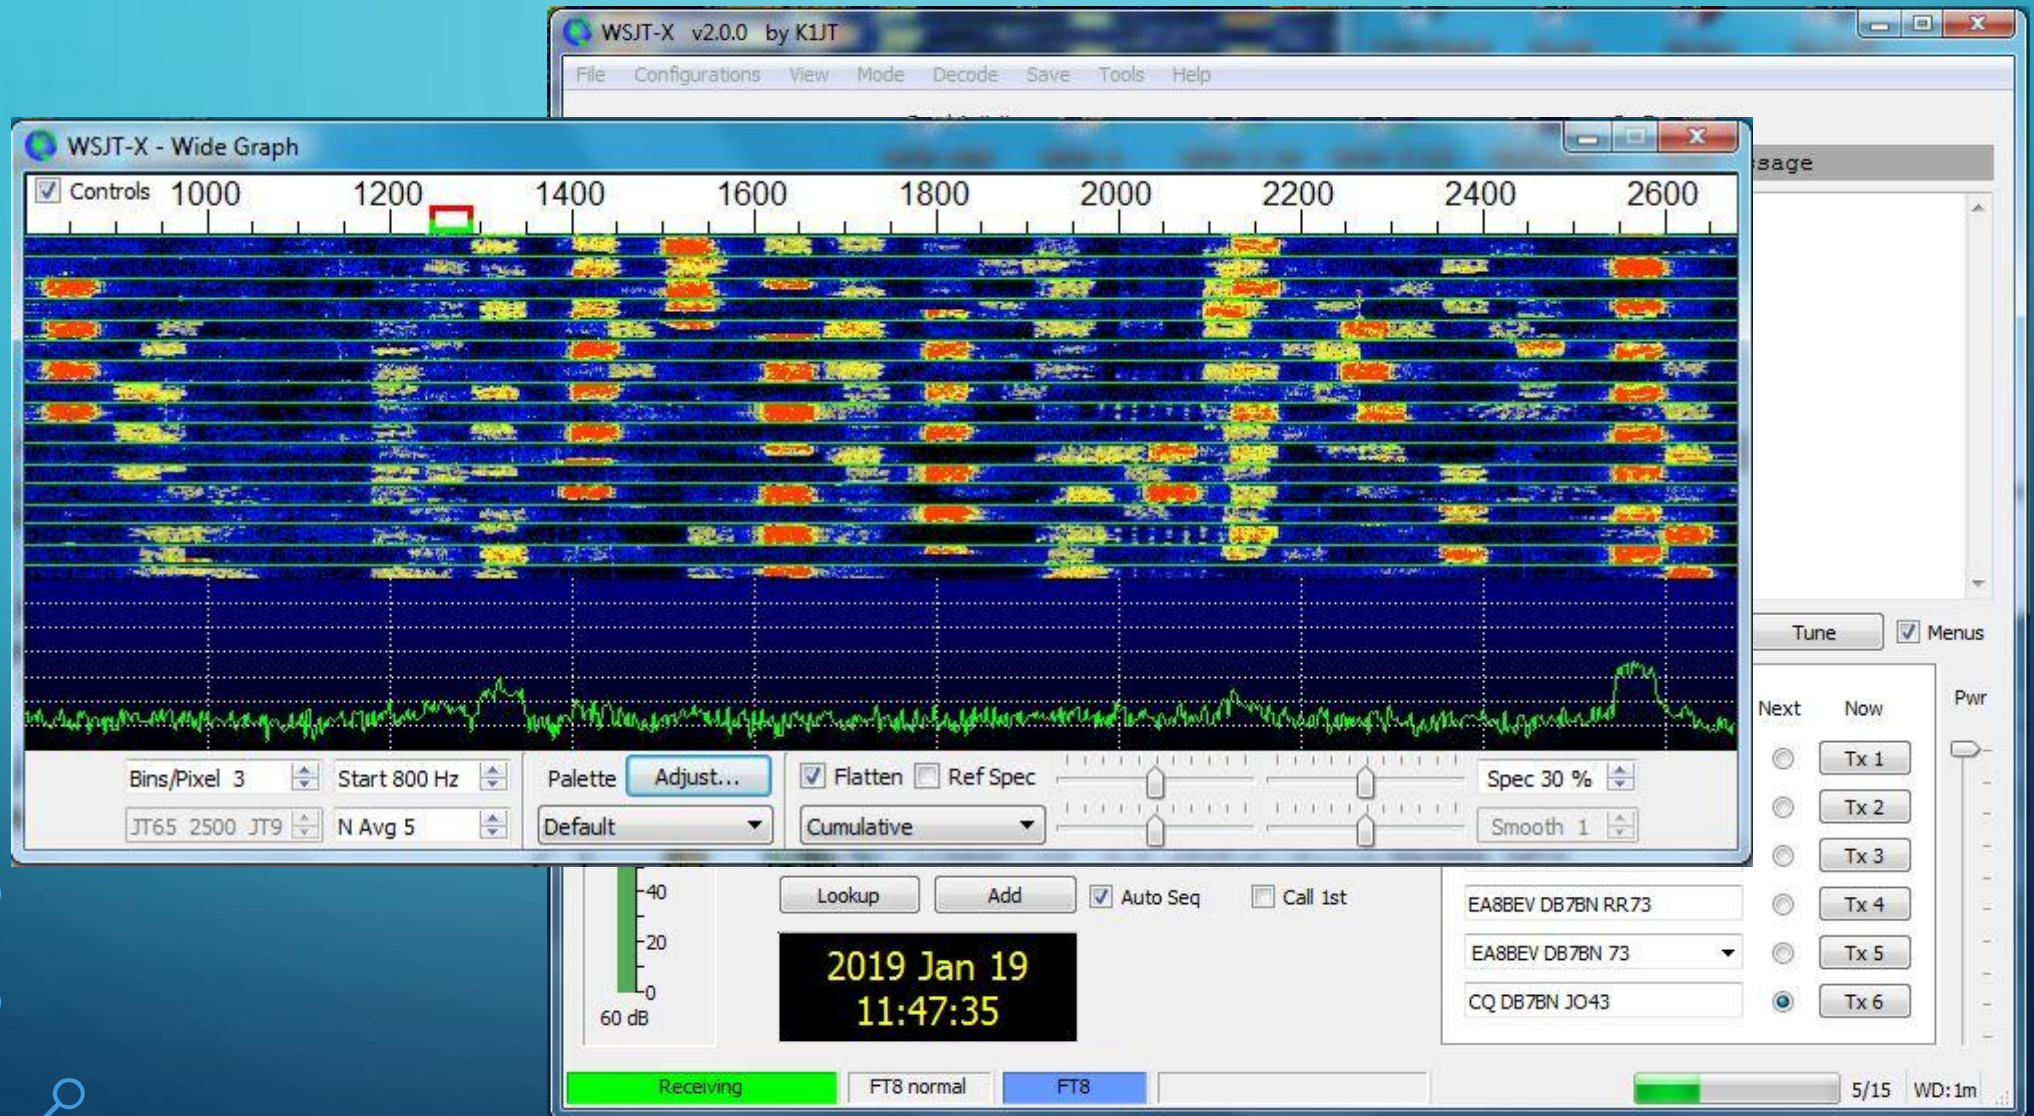 WSJT-X v2.0.0 by K1JT
File Configurations View Mode Decode Save Tools Help
WSJT-X - Wide Graph
Controls 1000 1200 1400 1600 1800 2000 2200 2400 2600
ssage
Tune Menus
Next Now Pwr
Bins/Pixel 3 Start 800 Hz Palette Adjust... Flatten Ref Spec Spec 30 %
JT65 2500 JT9 N Avg 5 Default Cumulative Smooth 1
Tx 1
Tx 2
Tx 3
40 Lookup Add Auto Seq Call 1st EA8BEV DB7BN RR73 Tx 4
20 EA8BEV DB7BN 73 Tx 5
2019 Jan 19
0 CQ DB7BN JO43 Tx 6
60 dB 11:47:35
Receiving FT8 normal FT8 5/15 WD:1m